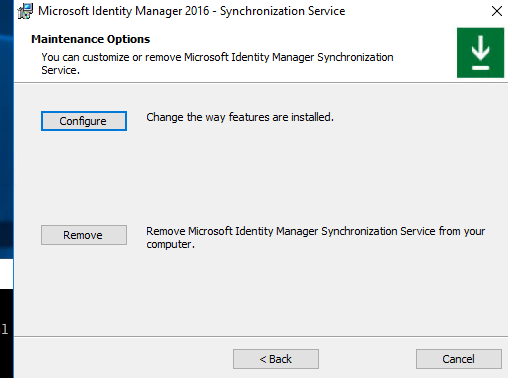 Microsoft Identity Manager 2016 - Synchronization Service
Maintenance Options
You can customize or remove Microsoft Identity Manager Synchronization
Service.
Configure
Change the way features are installed.
Remove
Remove Microsoft Identity Manager Synchronization Service from your
computer.
l
< Back
Cancel